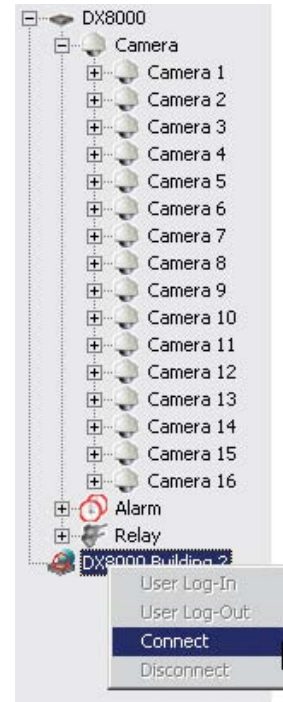 DX8000
Camera
Camera 1
Camera 2
Camera 3
Camera 4
Camera 5
Camera 6
Camera 7
Camera 8
Camera 9
Camera 10
Camera 11
Camera 12
Camera 13
Camera 14
Camera 15
Camera 16
Alarm
Relay
DX8000 Building 2
User Log-In
User Log-Out
Connect
Disconnect